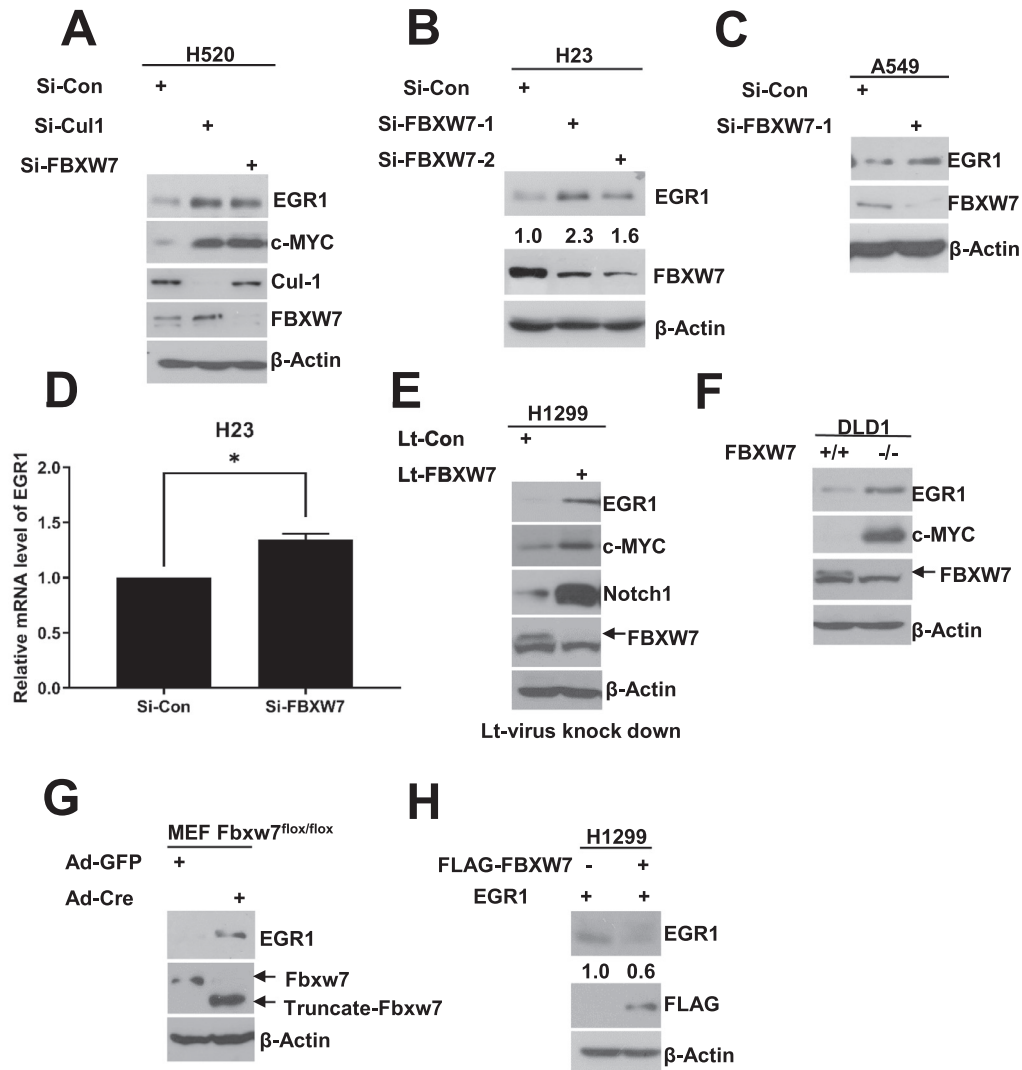 A
H520
Si-Con +
Si-Cul1 +
Si-FBXW7 +
EGR1
c-MYC
Cul-1
FBXW7
β-Actin
B
H23
Si-Con +
Si-FBXW7-1 +
Si-FBXW7-2 +
EGR1
1.0 2.3 1.6
FBXW7
β-Actin
C
A549
Si-Con +
Si-FBXW7-1 +
EGR1
FBXW7
β-Actin
D
H23
*
Relative mRNA level of EGR1
2.0
1.5
1.0
0.5
0.0
Si-Con Si-FBXW7
E
H1299
Lt-Con +
Lt-FBXW7 +
EGR1
c-MYC
Notch1
FBXW7
β-Actin
Lt-virus knock down
F
DLD1
FBXW7 +/+ -/-
EGR1
c-MYC
FBXW7
β-Actin
G
MEF Fbxw7flox/flox
Ad-GFP +
Ad-Cre +
EGR1
Fbxw7
Truncate-Fbxw7
β-Actin
H
H1299
FLAG-FBXW7 - +
EGR1 + +
EGR1
1.0 0.6
FLAG
β-Actin